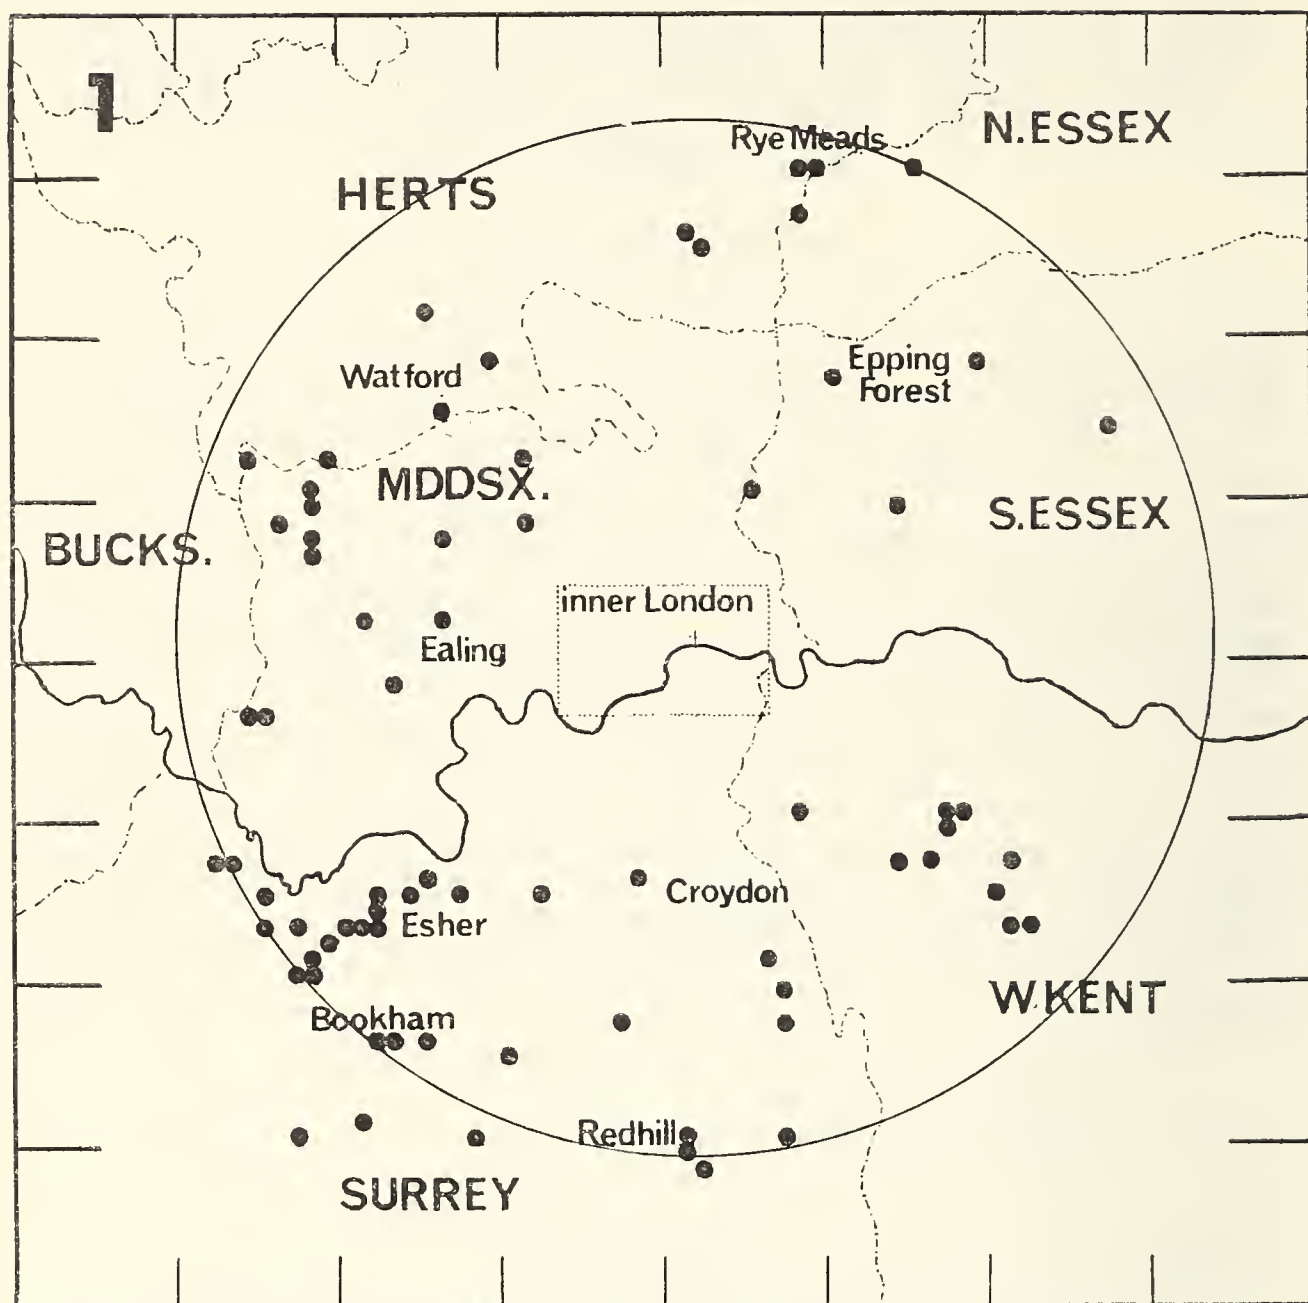 1
N.ESSEX
Rye Meads
HERTS
Epping
Forest
Watford
MDDSX.
S.ESSEX
BUCKS.
inner London
Ealing
Croydon
Esher
W.KENT
Bookham
Redhill
SURREY